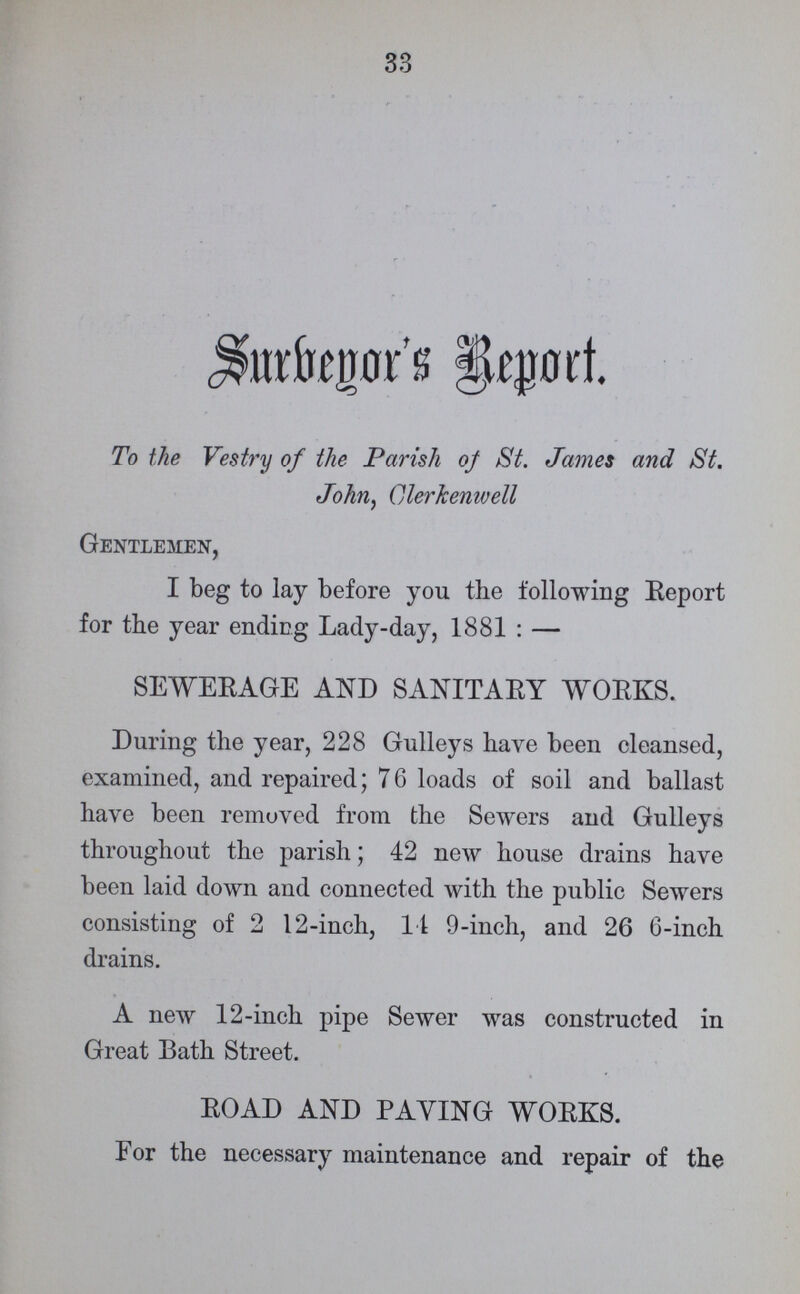 33
Surveyor's Report.
To the Vestry of the Parish of St. James and St.
John, Clerkenwell
GENTLEMEN,
I beg to lay before you the following Report
for the year ending Lady-day, 1881 : —
SEWERAGE AND SANITARY WORKS.
During the year, 228 Gulleys have been cleansed,
examined, and repaired; 76 loads of soil and ballast
have been removed from the Sewers and Gulleys
throughout the parish; 42 new house drains have
been laid down and connected with the public Sewers
consisting of 2 12-inch, 14 9-inch, and 26 6-inch
drains.
A new 12-inch pipe Sewer was constructed in
Great Bath Street.
ROAD AND PAVING WORKS.
For the necessary maintenance and repair of the